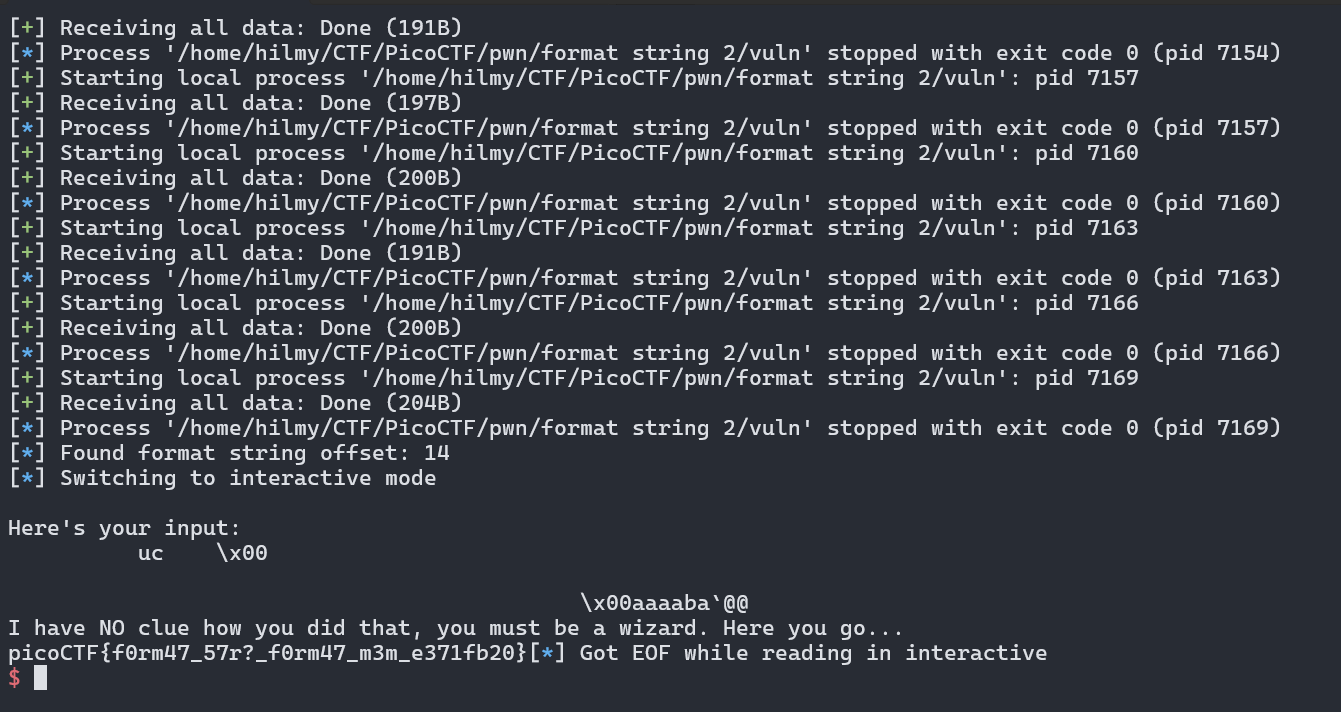 [+] Receiving all data: Done (191B)
[*] Process '/home/hilmy/CTF/PicoCTF/pwn/format string 2/vuln' stopped with exit code 0 (pid 7154)
[+] Starting local process '/home/hilmy/CTF/PicoCTF/pwn/format string 2/vuln': pid 7157
[+] Receiving all data: Done (197B)
[*] Process '/home/hilmy/CTF/PicoCTF/pwn/format string 2/vuln' stopped with exit code 0 (pid 7157)
[+] Starting local process '/home/hilmy/CTF/PicoCTF/pwn/format string 2/vuln': pid 7160
[+] Receiving all data: Done (200B)
[*] Process '/home/hilmy/CTF/PicoCTF/pwn/format string 2/vuln' stopped with exit code 0 (pid 7160)
[+] Starting local process '/home/hilmy/CTF/PicoCTF/pwn/format string 2/vuln': pid 7163
[+] Receiving all data: Done (191B)
[*] Process '/home/hilmy/CTF/PicoCTF/pwn/format string 2/vuln' stopped with exit code 0 (pid 7163)
[+] Starting local process '/home/hilmy/CTF/PicoCTF/pwn/format string 2/vuln': pid 7166
[+] Receiving all data: Done (200B)
[*] Process '/home/hilmy/CTF/PicoCTF/pwn/format string 2/vuln' stopped with exit code 0 (pid 7166)
[+] Starting local process '/home/hilmy/CTF/PicoCTF/pwn/format string 2/vuln': pid 7169
[+] Receiving all data: Done (204B)
[*] Process '/home/hilmy/CTF/PicoCTF/pwn/format string 2/vuln' stopped with exit code 0 (pid 7169)
[*] Found format string offset: 14
[*] Switching to interactive mode
Here's your input:
uc    \x00
\x00aaaaba`@@
I have NO clue how you did that, you must be a wizard. Here you go...
picoCTF{f0rm47_57r?_f0rm47_m3m_e371fb20}[*] Got EOF while reading in interactive
$